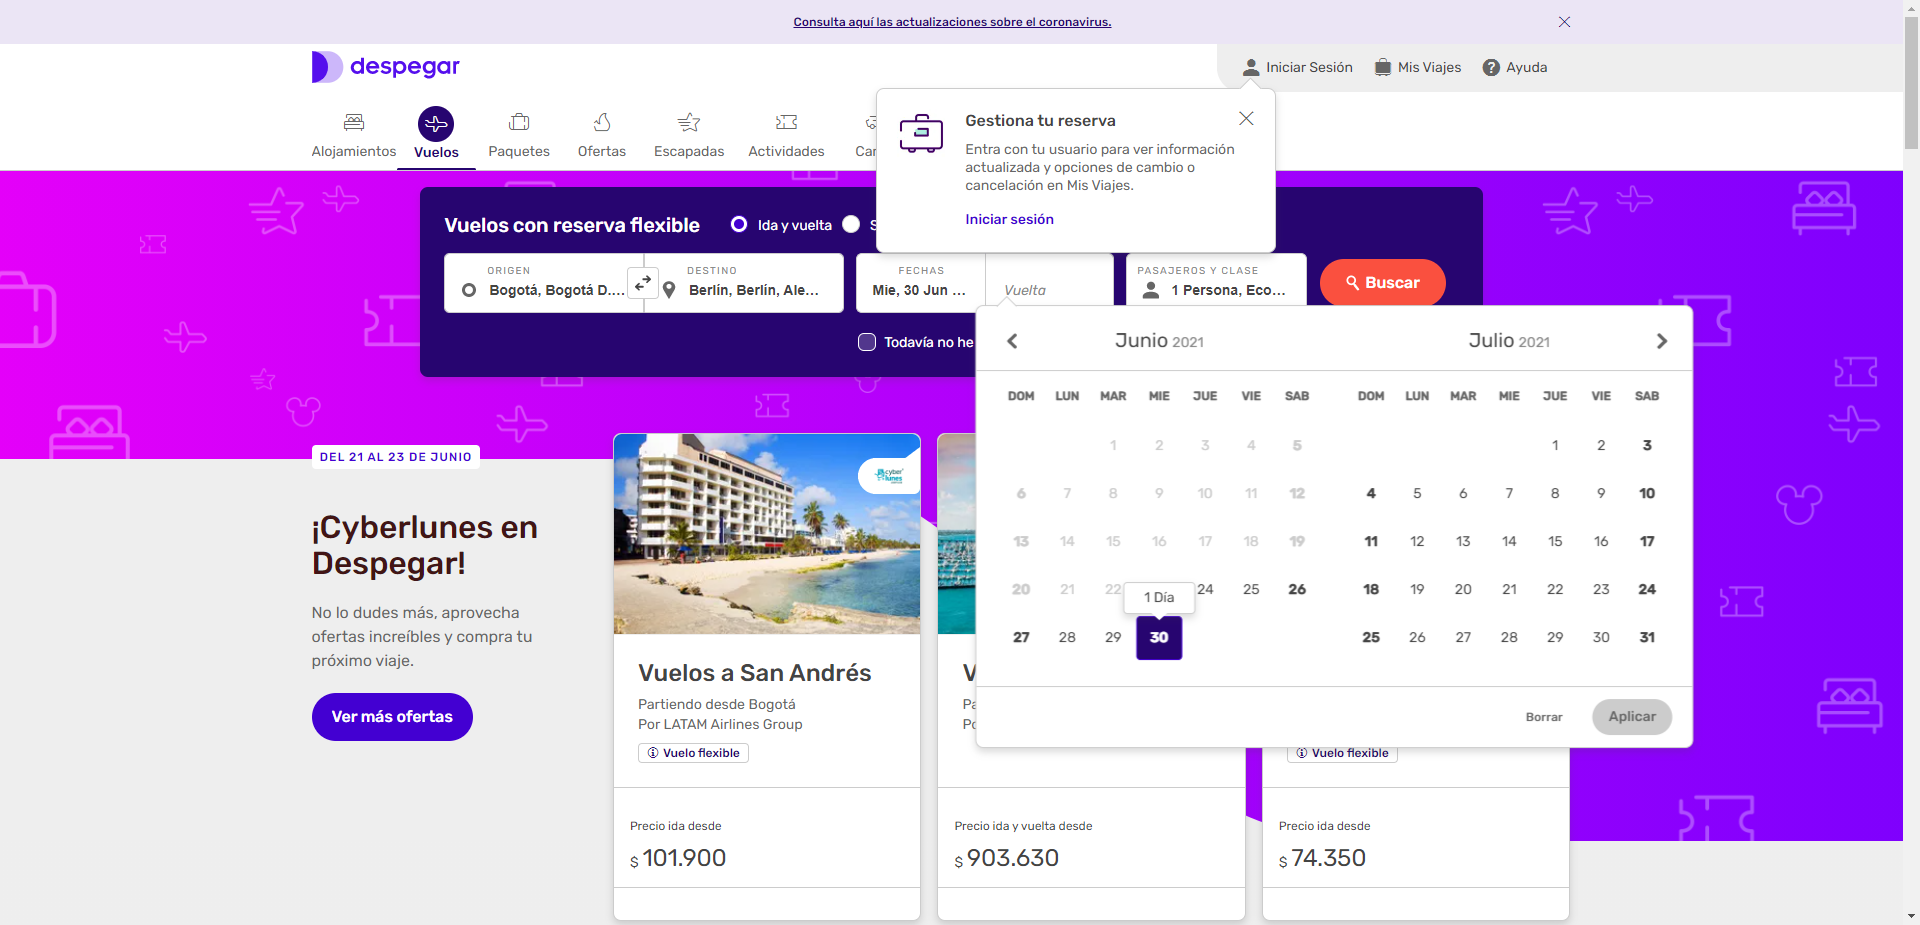 Consulta aquí las actualizaciones sobre el coronavirus.
despegar
Iniciar Sesión
Mis Viajes
Ayuda
Alojamientos
Vuelos
Paquetes
Ofertas
Escapadas
Actividades
Car
Gestiona tu reserva
Entra con tu usuario para ver información
actualizada y opciones de cambio o
cancelación en Mis Viajes.
Iniciar sesión
Vuelos con reserva flexible
Ida y vuelta
S
ORIGEN
Bogotá, Bogotá D....
DESTINO
Berlín, Berlín, Ale...
FECHAS
Mie, 30 Jun ...
Vuelta
PASAJEROS Y CLASE
1 Persona, Eco...
Buscar
Todavía no he
Junio 2021
DOM LUN MAR MIE JUE VIE SAB
1 2 3 4 5
6 7 8 9 10 11 12
13 14 15 16 17 18 19
20 21 22 24 25 26
1 Día
27 28 29 30
Julio 2021
DOM LUN MAR MIE JUE VIE SAB
1 2 3
4 5 6 7 8 9 10
11 12 13 14 15 16 17
18 19 20 21 22 23 24
25 26 27 28 29 30 31
Borrar
Aplicar
DEL 21 AL 23 DE JUNIO
¡Cyberlunes en
Despegar!
No lo dudes más, aprovecha
ofertas increíbles y compra tu
próximo viaje.
Ver más ofertas
cyber
lunes
Vuelos a San Andrés
Partiendo desde Bogotá
Por LATAM Airlines Group
Vuelo flexible
Precio ida desde
$ 101.900
V
Pa
Po
Precio ida y vuelta desde
$ 903.630
Vuelo flexible
Precio ida desde
$ 74.350